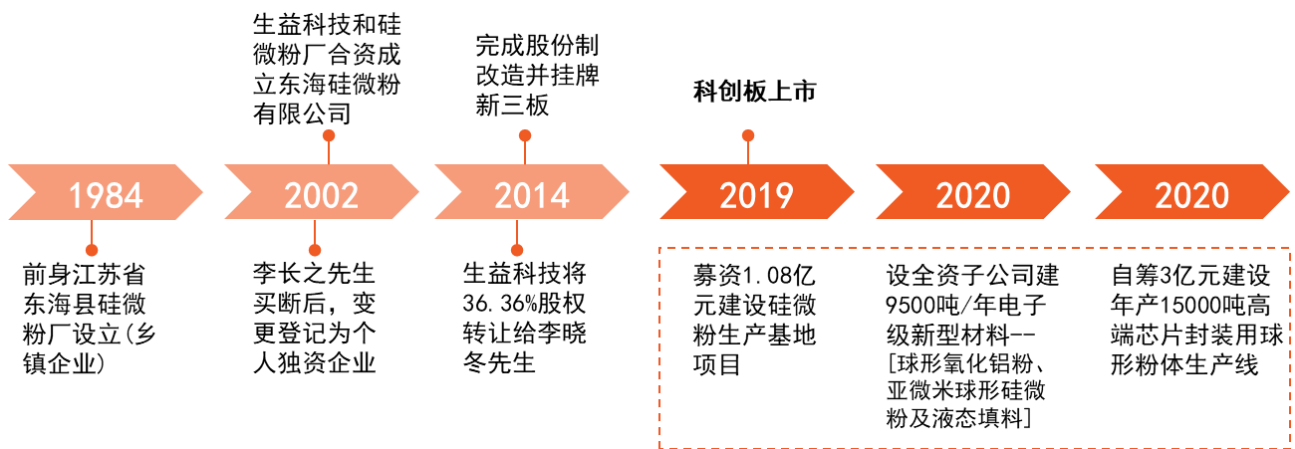 生益科技和硅
微粉厂合资成
立东海硅微粉
有限公司
完成股份制
改造并挂牌
新三板
科创板上市
1984
2002
2014
2019
2020
2020
前身江苏省
东海县硅微
粉厂设立(乡
镇企业)
李长之先生
买断后，变
更登记为个
人独资企业
生益科技将
36.36%股权
转让给李晓
冬先生
募资1.08亿
元建设硅微
粉生产基地
项目
设全资子公司建
9500吨/年电子
级新型材料--
[球形氧化铝粉、
亚微米球形硅微
粉及液态填料]
自筹3亿元建设
年产15000吨高
端芯片封装用球
形粉体生产线